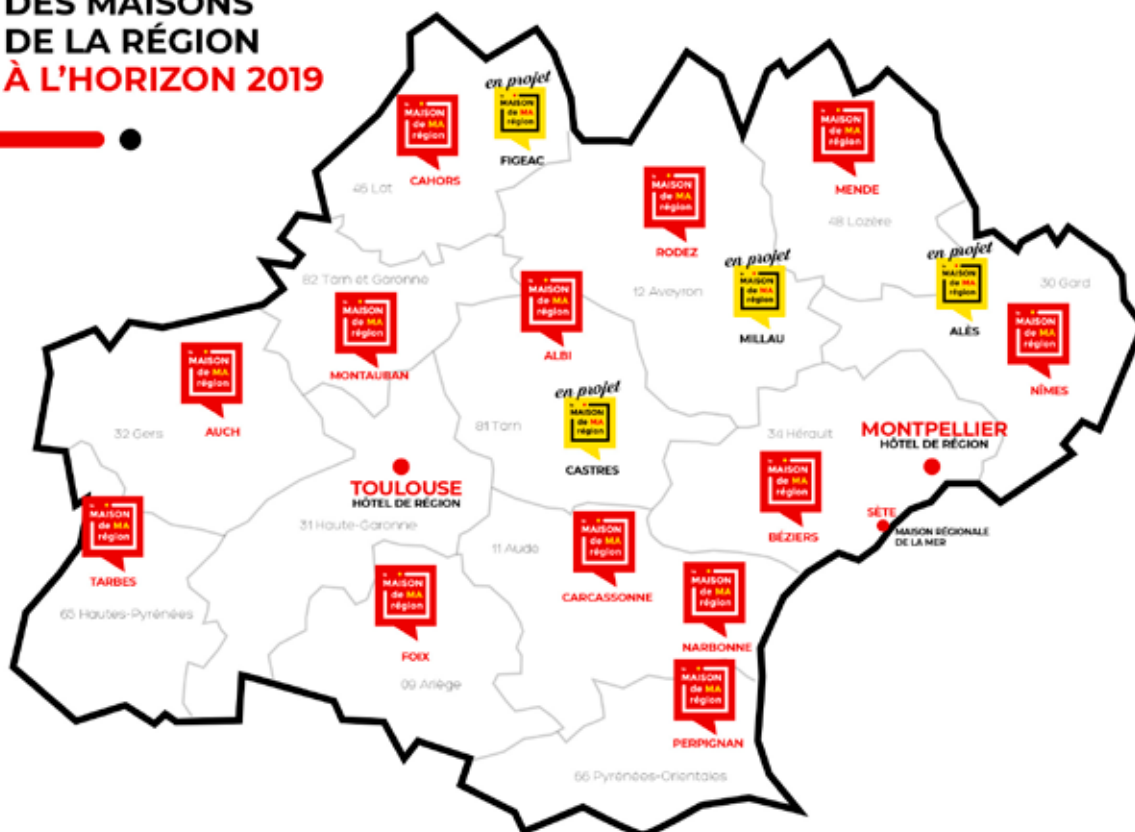 DES MAISONS
DE LA RÉGION
À L'HORIZON 2019
en projet
MAISON
de MA
région
FIGEAC
MAISON
de MA
région
CAHORS
46 Lot
MAISON
de MA
région
MENDE
48 Lozère
MAISON
de MA
région
RODEZ
12 Aveyron
en projet
MAISON
de MA
région
MILLAU
en projet
MAISON
de MA
région
ALÈS
30 Gard
MAISON
de MA
région
NÎMES
82 Tarn et Garonne
MAISON
de MA
région
MONTAUBAN
MAISON
de MA
région
ALBI
MAISON
de MA
région
AUCH
32 Gers
81 Tarn
en projet
MAISON
de MA
région
CASTRES
34 Hérault
MONTPELLIER
HÔTEL DE RÉGION
TOULOUSE
HÔTEL DE RÉGION
31 Haute-Garonne
MAISON
de MA
région
BÉZIERS
SÈTE
MAISON RÉGIONALE
DE LA MER
MAISON
de MA
région
TARBES
65 Hautes-Pyrénées
11 Aude
MAISON
de MA
région
CARCASSONNE
MAISON
de MA
région
FOIX
09 Ariège
MAISON
de MA
région
NARBONNE
MAISON
de MA
région
PERPIGNAN
66 Pyrénées-Orientales